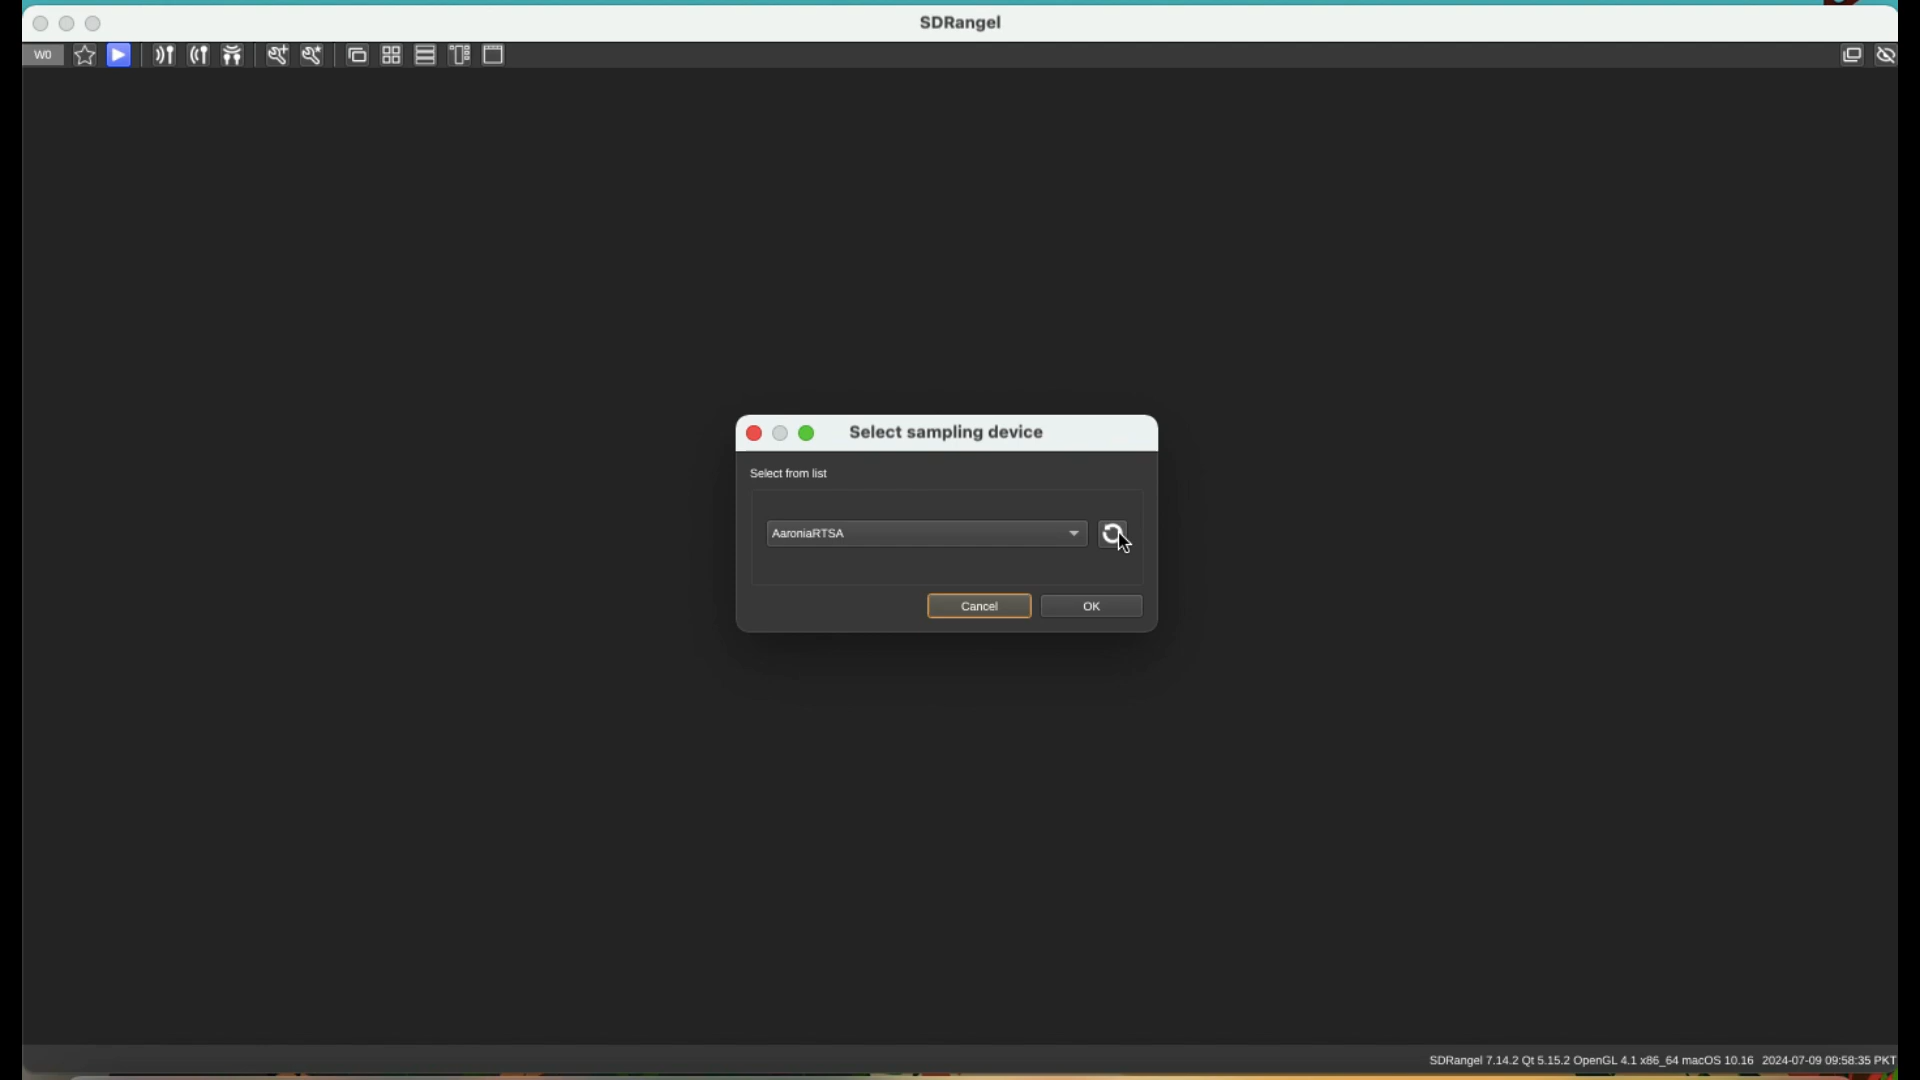 SDRangel
W0
Select sampling device
Select from list
AaroniaRTSA
Cancel
OK
SDRangel 7.14.2 Qt 5.15.2 OpenGL 4.1 x86_64 macOS 10.16 2024-07-09 09:58:35 PKT